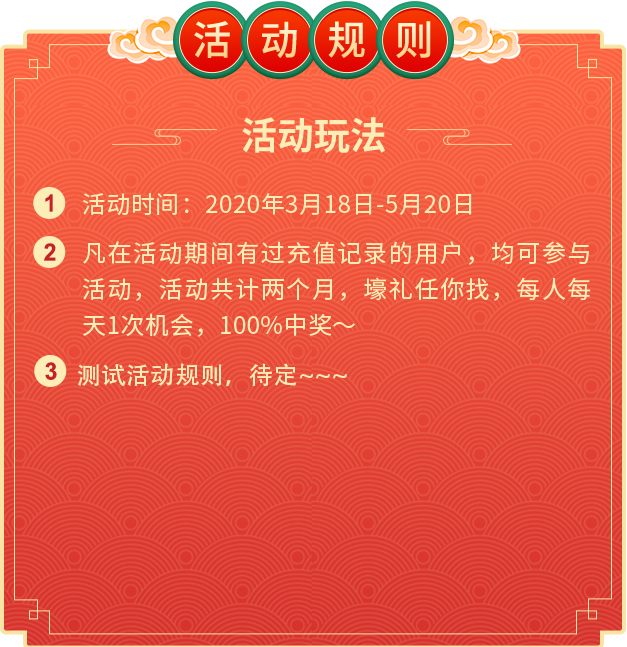 活动规则
活动玩法
1 活动时间：2020年3月18日-5月20日
2 凡在活动期间有过充值记录的用户，均可参与
活动，活动共计两个月，壕礼任你找，每人每
天1次机会，100%中奖～
3 测试活动规则，待定~~~